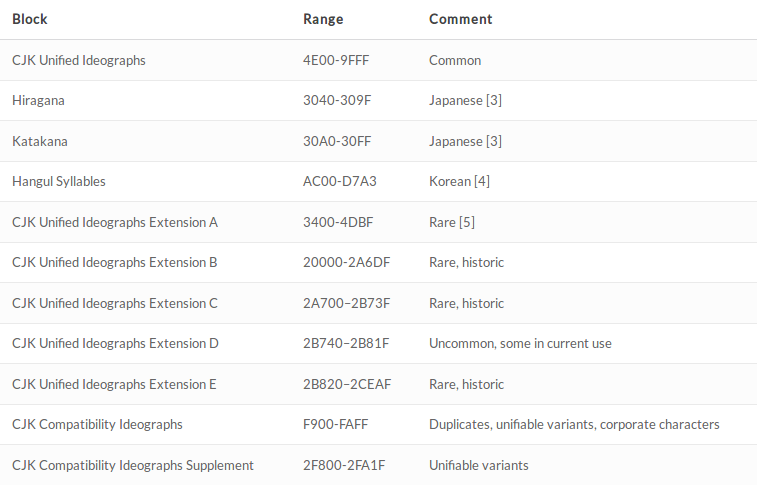 Block Range Comment
CJK Unified Ideographs 4E00-9FFF Common
Hiragana 3040-309F Japanese [3]
Katakana 30A0-30FF Japanese [3]
Hangul Syllables AC00-D7A3 Korean [4]
CJK Unified Ideographs Extension A 3400-4DBF Rare [5]
CJK Unified Ideographs Extension B 20000-2A6DF Rare, historic
CJK Unified Ideographs Extension C 2A700–2B73F Rare, historic
CJK Unified Ideographs Extension D 2B740–2B81F Uncommon, some in current use
CJK Unified Ideographs Extension E 2B820–2CEAF Rare, historic
CJK Compatibility Ideographs F900-FAFF Duplicates, unifiable variants, corporate characters
CJK Compatibility Ideographs Supplement 2F800-2FA1F Unifiable variants